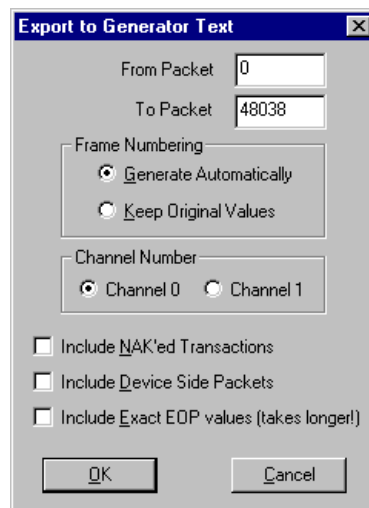 Export to Generator Text
From Packet 0
To Packet 48038
Frame Numbering
Generate Automatically
Keep Original Values
Channel Number
Channel 0 Channel 1
Include NAK'ed Transactions
Include Device Side Packets
Include Exact EOP values (takes longer!)
OK Cancel